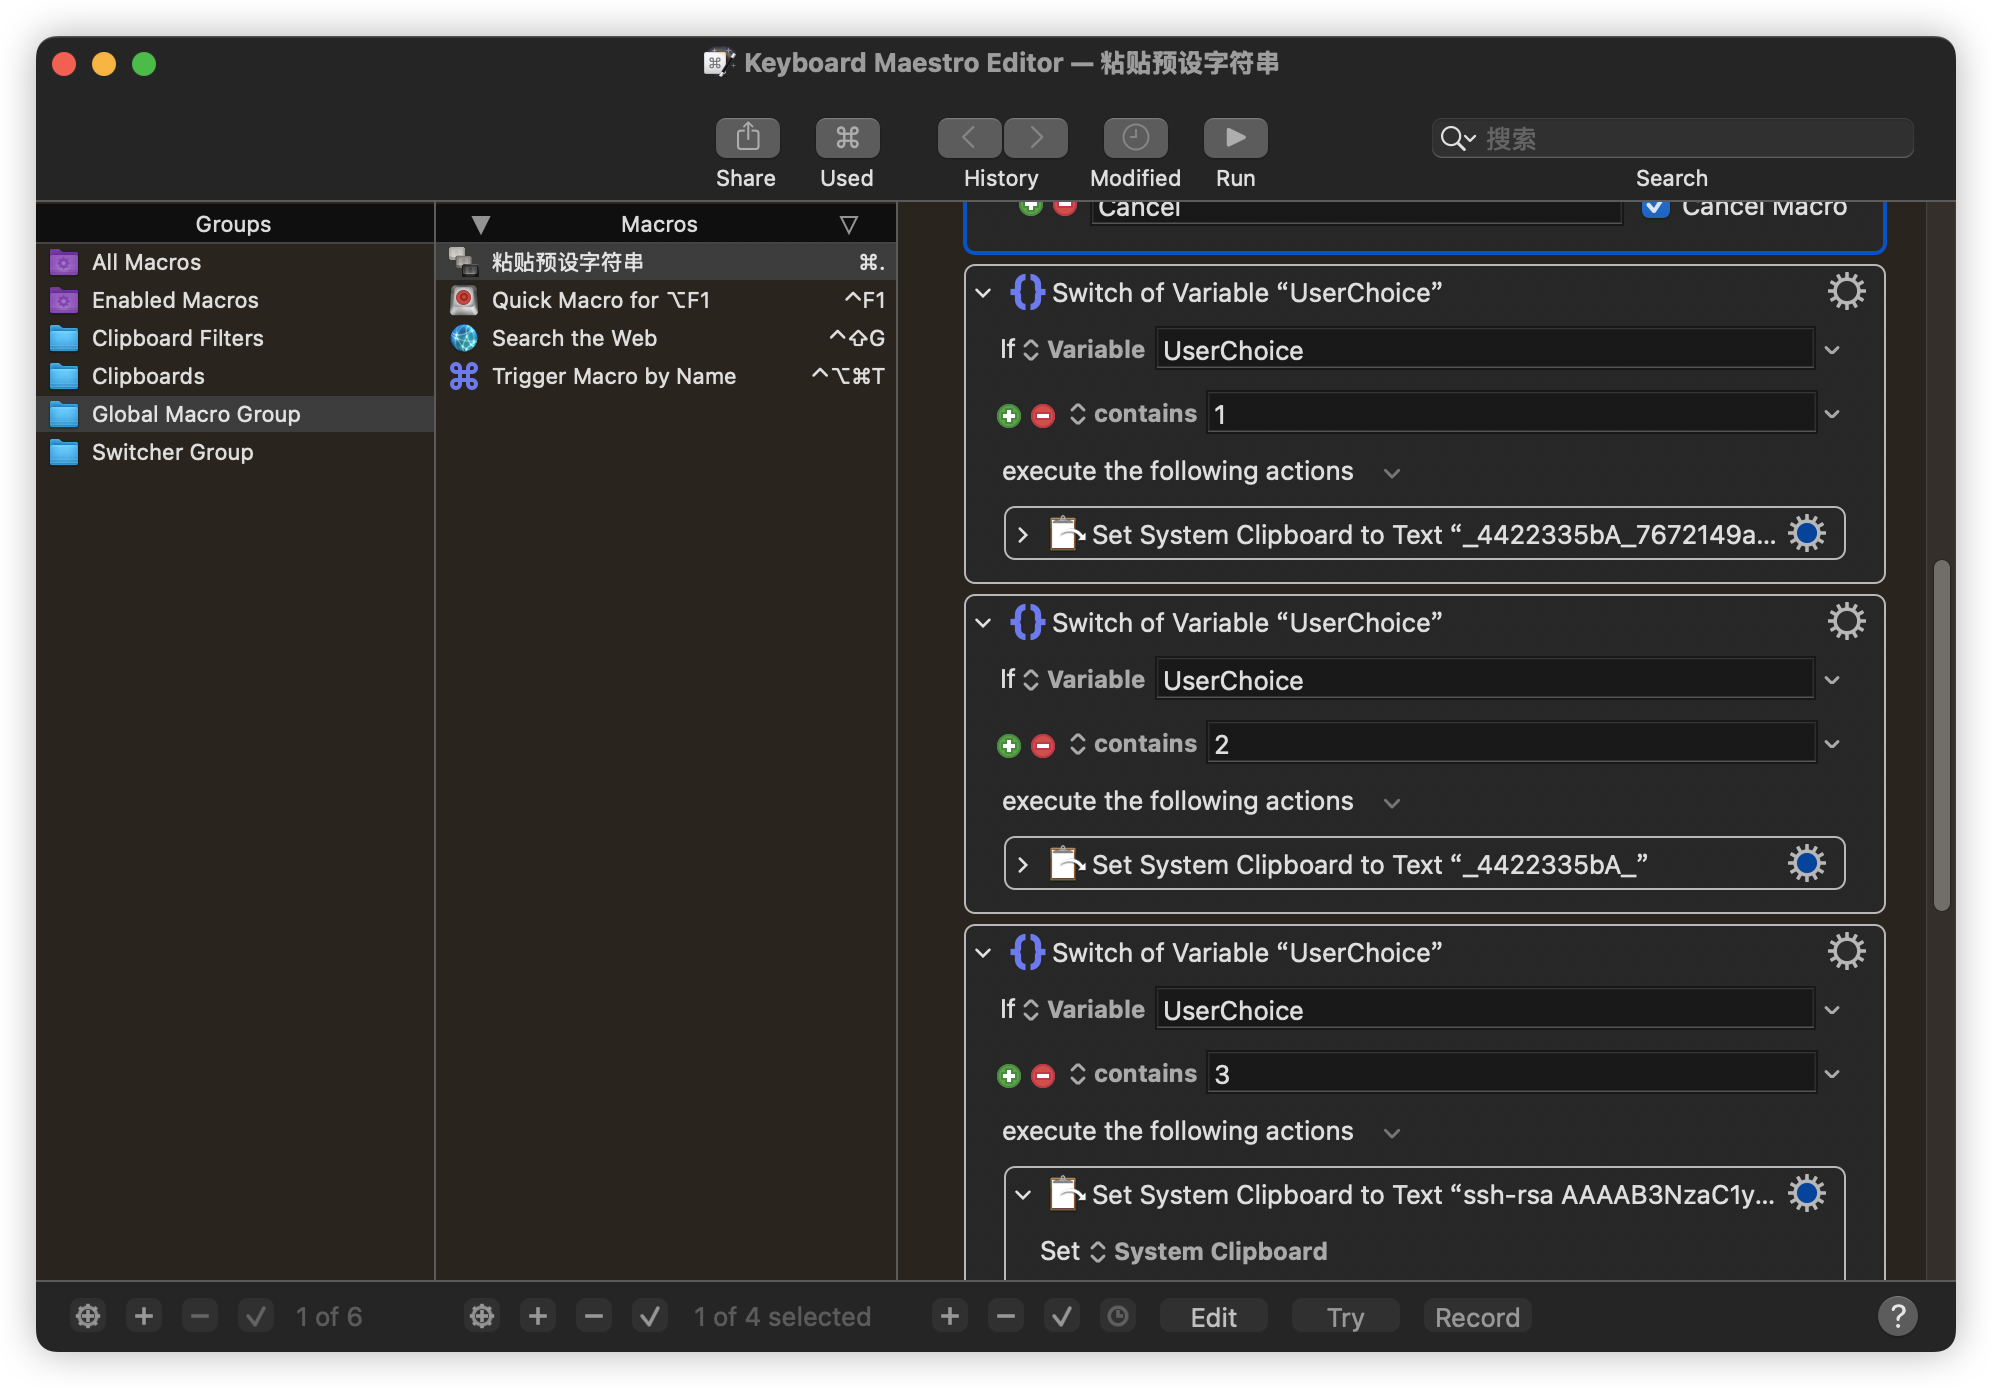 Keyboard Maestro Editor — 粘贴预设字符串
搜索
Share
Used
History
Modified
Run
Search
Groups
All Macros
Enabled Macros
Clipboard Filters
Clipboards
Global Macro Group
Switcher Group
Macros
粘贴预设字符串 ⌘.
Quick Macro for ⌥F1 ^F1
Search the Web ^⇧G
Trigger Macro by Name ^⌥⌘T
Cancel Cancel Macro
Switch of Variable “UserChoice”
If Variable UserChoice
contains 1
execute the following actions
Set System Clipboard to Text “_4422335bA_7672149a...
Switch of Variable “UserChoice”
If Variable UserChoice
contains 2
execute the following actions
Set System Clipboard to Text “_4422335bA_”
Switch of Variable “UserChoice”
If Variable UserChoice
contains 3
execute the following actions
Set System Clipboard to Text “ssh-rsa AAAAB3NzaC1y...
Set System Clipboard
1 of 6
1 of 4 selected
Edit
Try
Record
?